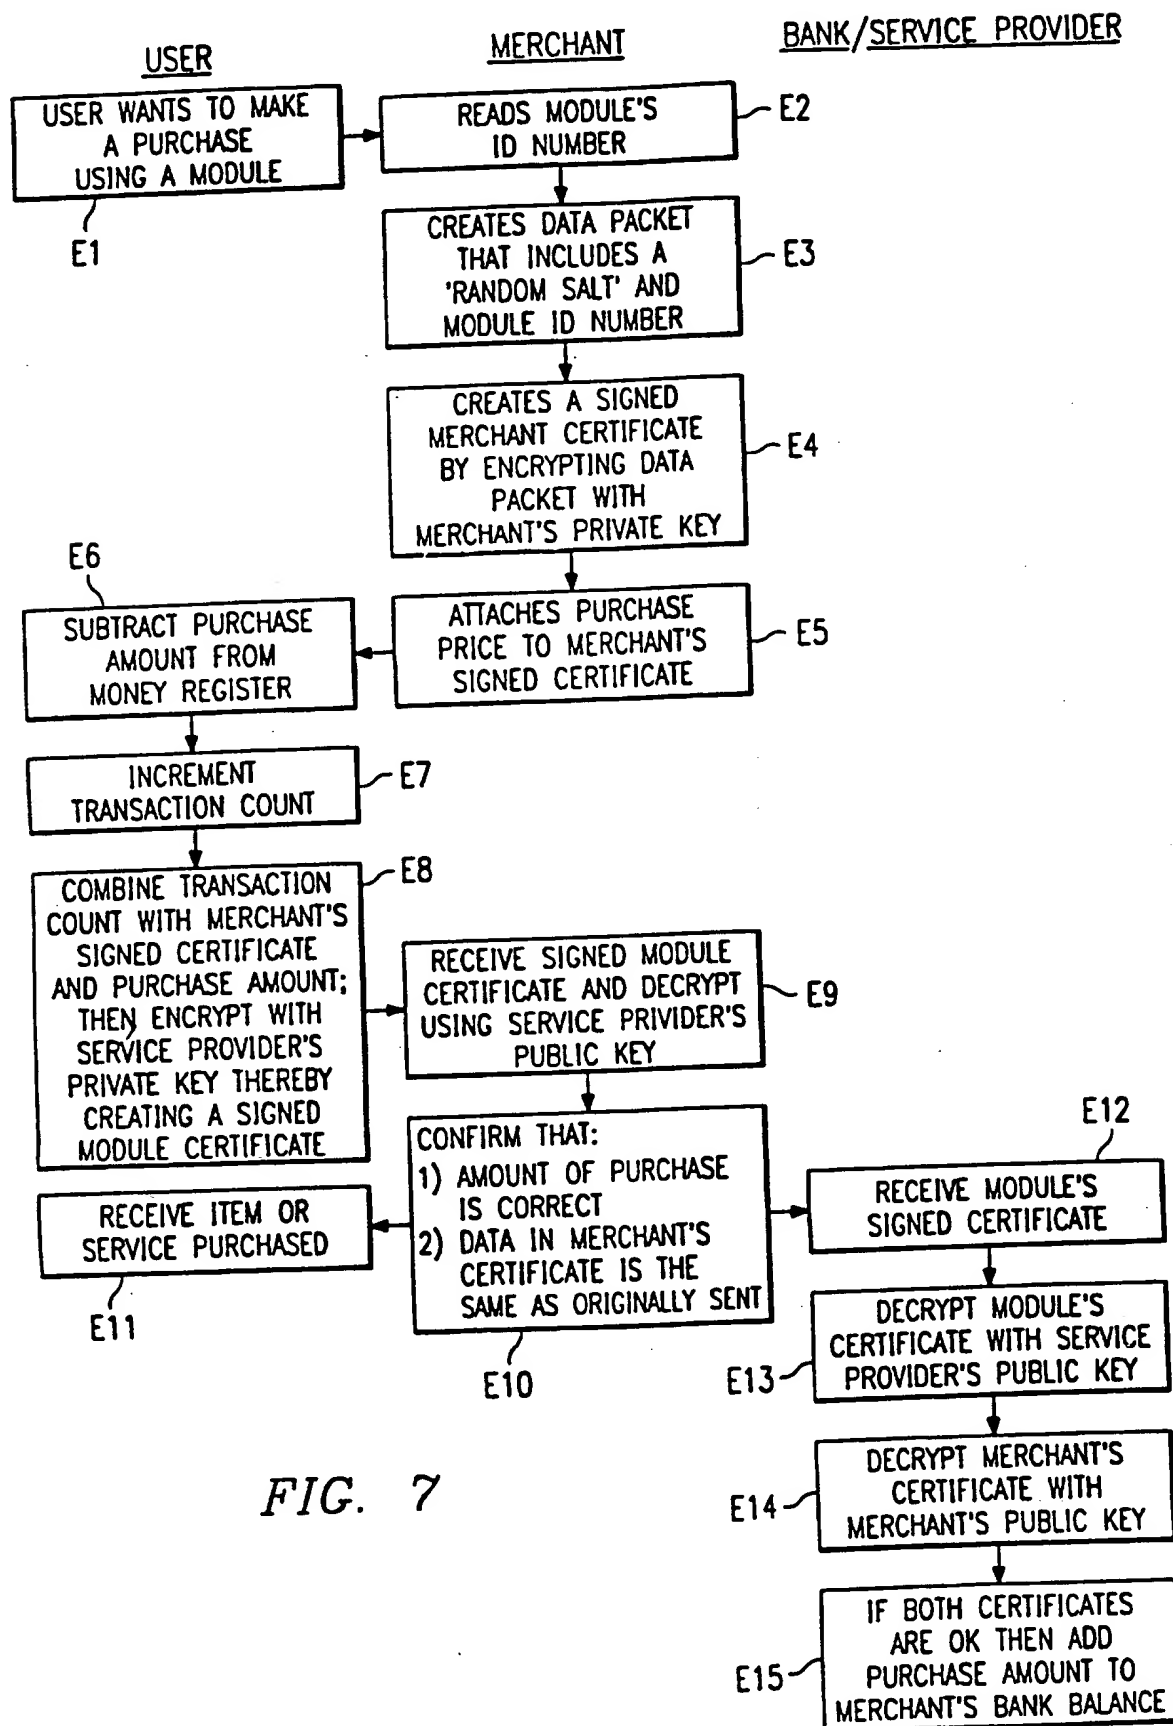 USER
MERCHANT
BANK/SERVICE PROVIDER
USER WANTS TO MAKE
A PURCHASE
USING A MODULE
E1
READS MODULE'S
ID NUMBER
E2
CREATES DATA PACKET
THAT INCLUDES A
'RANDOM SALT' AND
MODULE ID NUMBER
E3
CREATES A SIGNED
MERCHANT CERTIFICATE
BY ENCRYPTING DATA
PACKET WITH
MERCHANT'S PRIVATE KEY
E4
ATTACHES PURCHASE
PRICE TO MERCHANT'S
SIGNED CERTIFICATE
E5
E6
SUBTRACT PURCHASE
AMOUNT FROM
MONEY REGISTER
INCREMENT
TRANSACTION COUNT
E7
COMBINE TRANSACTION
COUNT WITH MERCHANT'S
SIGNED CERTIFICATE
AND PURCHASE AMOUNT;
THEN ENCRYPT WITH
SERVICE PROVIDER'S
PRIVATE KEY THEREBY
CREATING A SIGNED
MODULE CERTIFICATE
E8
RECEIVE SIGNED MODULE
CERTIFICATE AND DECRYPT
USING SERVICE PRIVIDER'S
PUBLIC KEY
E9
CONFIRM THAT:
1) AMOUNT OF PURCHASE
IS CORRECT
2) DATA IN MERCHANT'S
CERTIFICATE IS THE
SAME AS ORIGINALLY SENT
E10
RECEIVE ITEM OR
SERVICE PURCHASED
E11
E12
RECEIVE MODULE'S
SIGNED CERTIFICATE
DECRYPT MODULE'S
CERTIFICATE WITH SERVICE
PROVIDER'S PUBLIC KEY
E13
DECRYPT MERCHANT'S
CERTIFICATE WITH
MERCHANT'S PUBLIC KEY
E14
IF BOTH CERTIFICATES
ARE OK THEN ADD
PURCHASE AMOUNT TO
MERCHANT'S BANK BALANCE
E15
FIG. 7